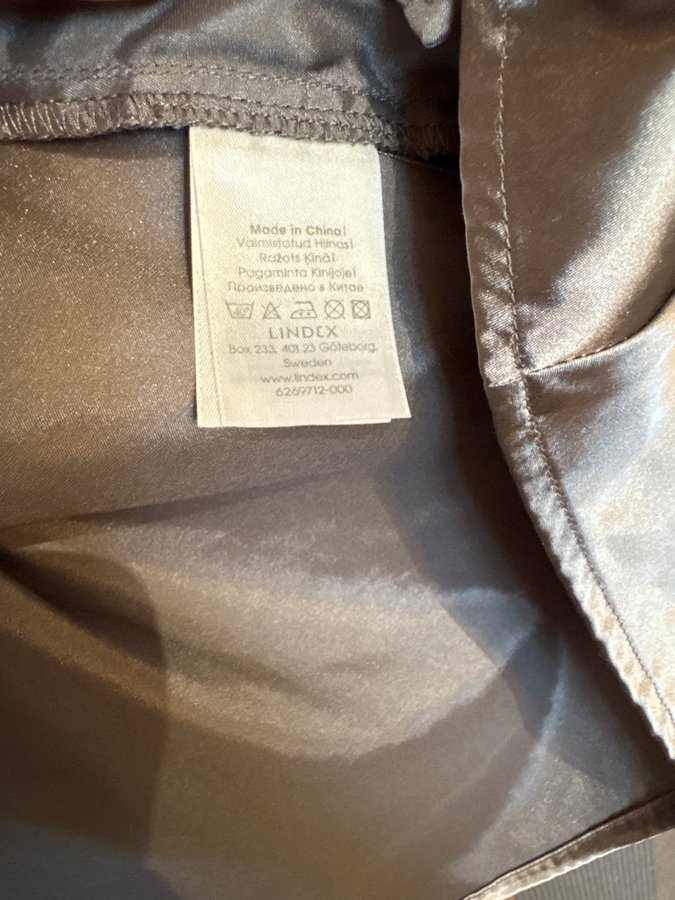 Made in China/
Valmistatud Hiinas/
Ražots Ķīnā/
Pagaminta Kinijoje/
Произведено в Китае
40
LINDEX
Box 233, 401 23 Göteborg,
Sweden
www.lindex.com
6269712-000